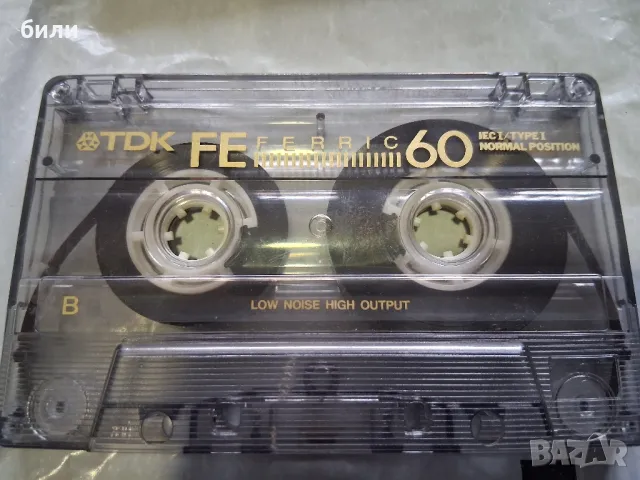 били
TDK FE FERRIC 60 IEC I/TYPE I
NORMAL POSITION
B
LOW NOISE HIGH OUTPUT
BAZAR